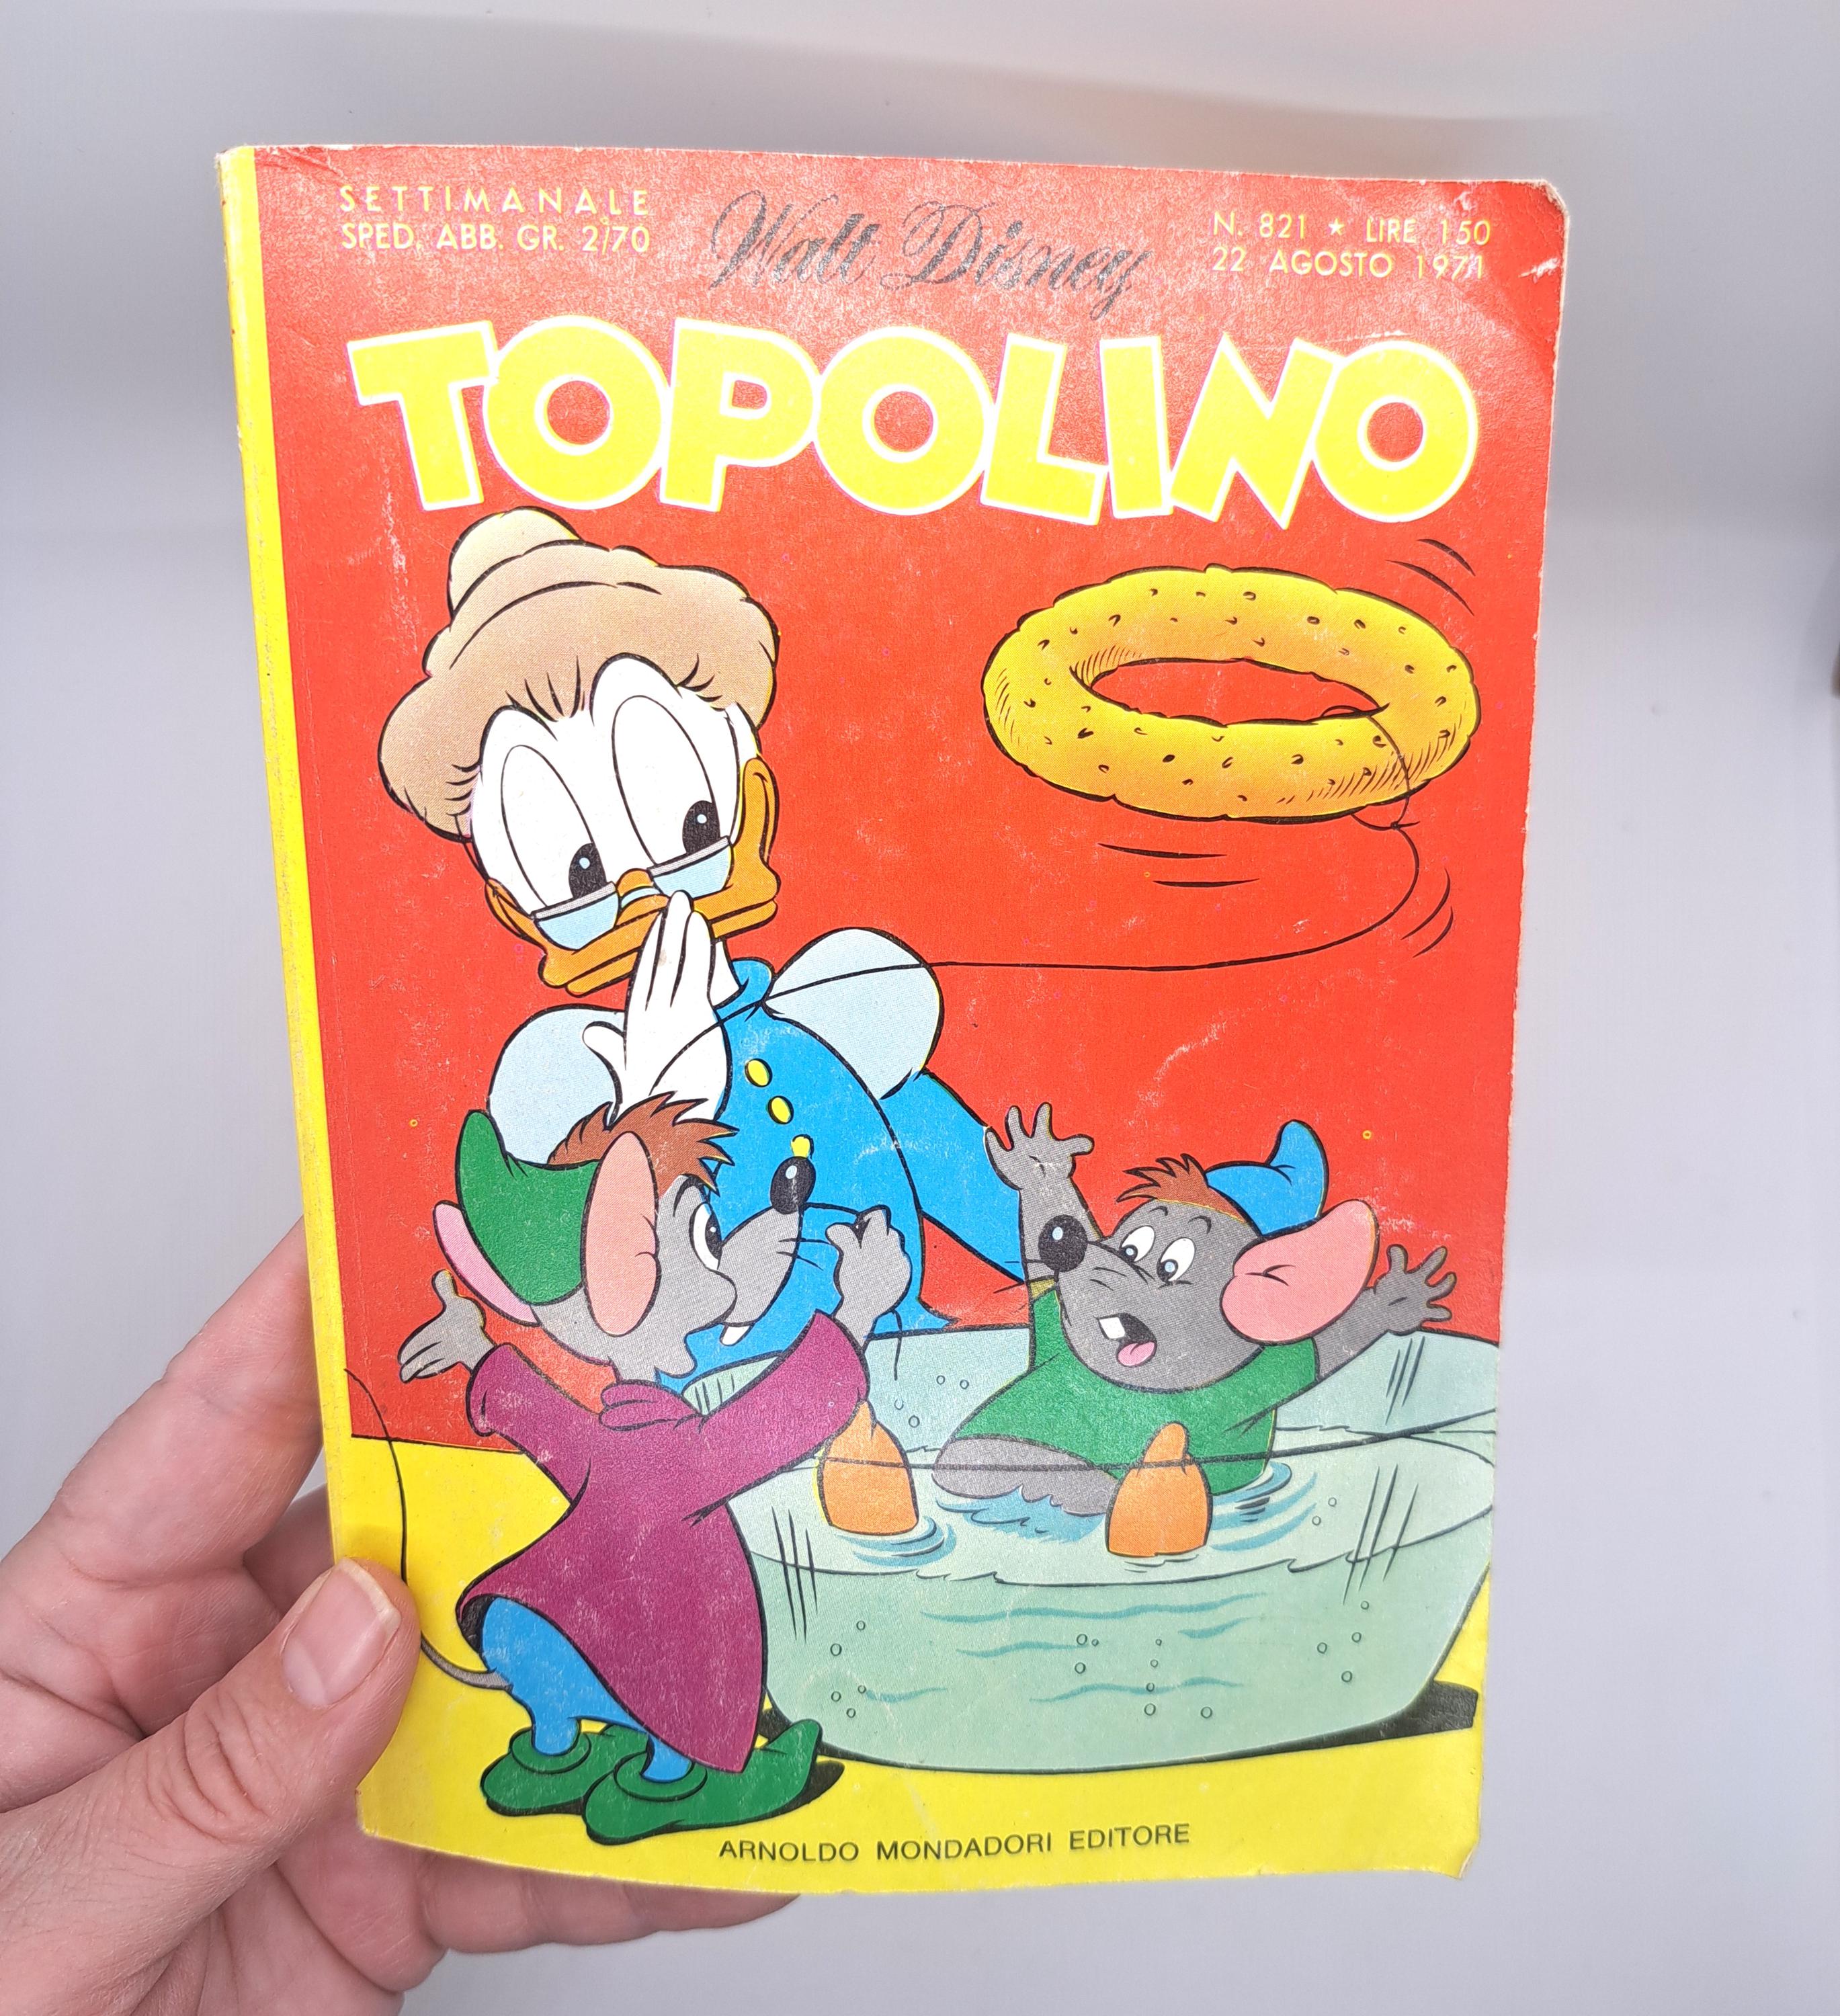 SETTIMANALE
SPED. ABB. GR. 2/70
Walt Disney
N. 821 ★ LIRE 150
22 AGOSTO 1971
TOPOLINO
ARNOLDO MONDADORI EDITORE